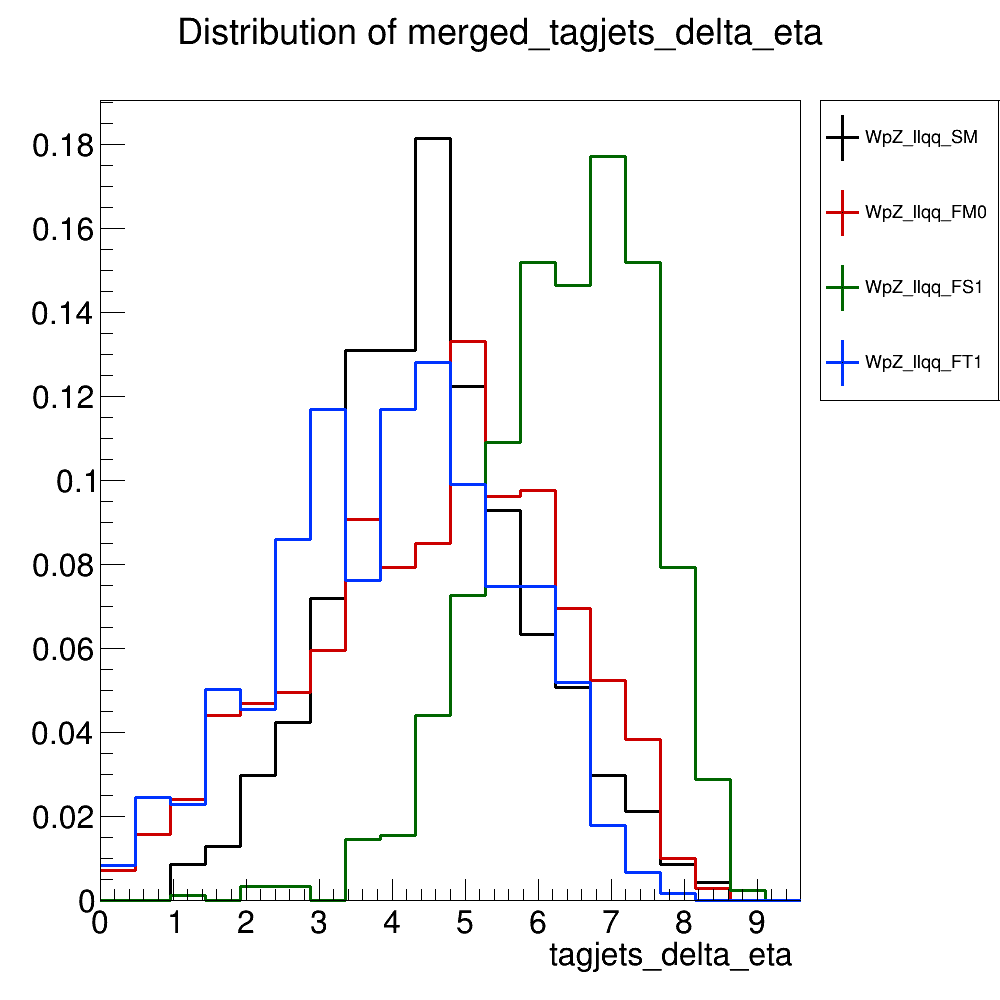 Distribution of merged_tagjets_delta_eta
WpZ_llqq_SM
WpZ_llqq_FM0
WpZ_llqq_FS1
WpZ_llqq_FT1
0.18
0.16
0.14
0.12
0.1
0.08
0.06
0.04
0.02
0
0 1 2 3 4 5 6 7 8 9
tagjets_delta_eta